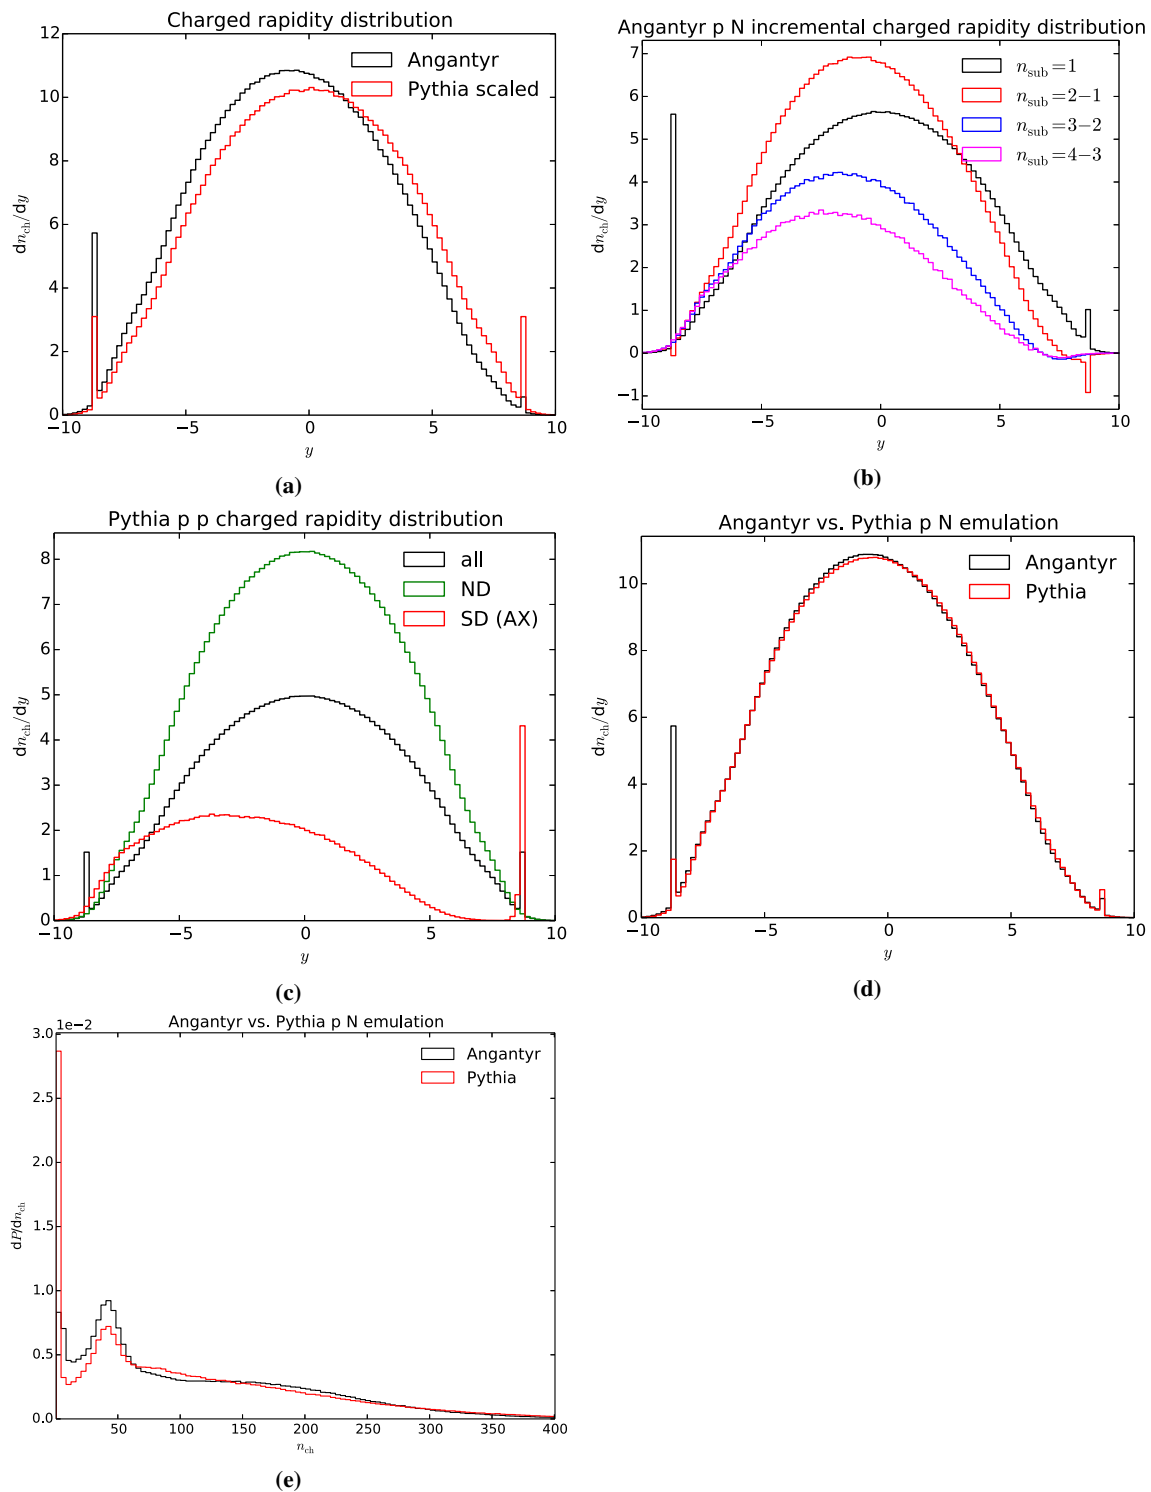 Charged rapidity distribution
12
10
8
6
4
2
0
dn_ch/dy
Angantyr
Pythia scaled
−10
−5
0
5
10
y
(a)
Angantyr p N incremental charged rapidity distribution
7
6
5
4
3
2
1
0
−1
dn_ch/dy
n_sub=1
n_sub=2−1
n_sub=3−2
n_sub=4−3
−10
−5
0
5
10
y
(b)
Pythia p p charged rapidity distribution
8
7
6
5
4
3
2
1
0
dn_ch/dy
all
ND
SD (AX)
−10
−5
0
5
10
y
(c)
Angantyr vs. Pythia p N emulation
10
8
6
4
2
0
dn_ch/dy
Angantyr
Pythia
−10
−5
0
5
10
y
(d)
Angantyr vs. Pythia p N emulation
1e−2
3.0
2.5
2.0
1.5
1.0
0.5
0.0
dP/dn_ch
Angantyr
Pythia
50
100
150
200
250
300
350
400
n_ch
(e)